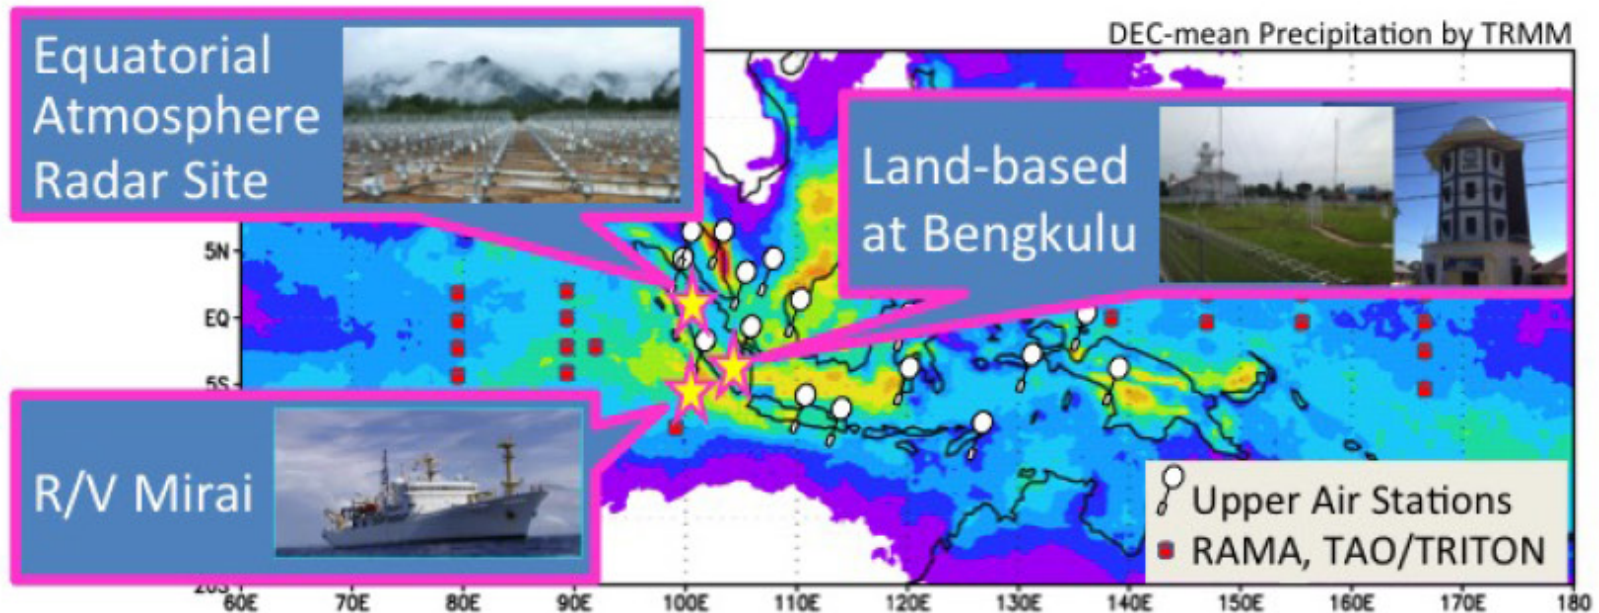 DEC-mean Precipitation by TRMM
Equatorial
Atmosphere
Radar Site
Land-based
at Bengkulu
5N
EQ
5S
R/V Mirai
Upper Air Stations
RAMA, TAO/TRITON
20S
60E 70E 80E 90E 100E 110E 120E 130E 140E 150E 160E 170E 180